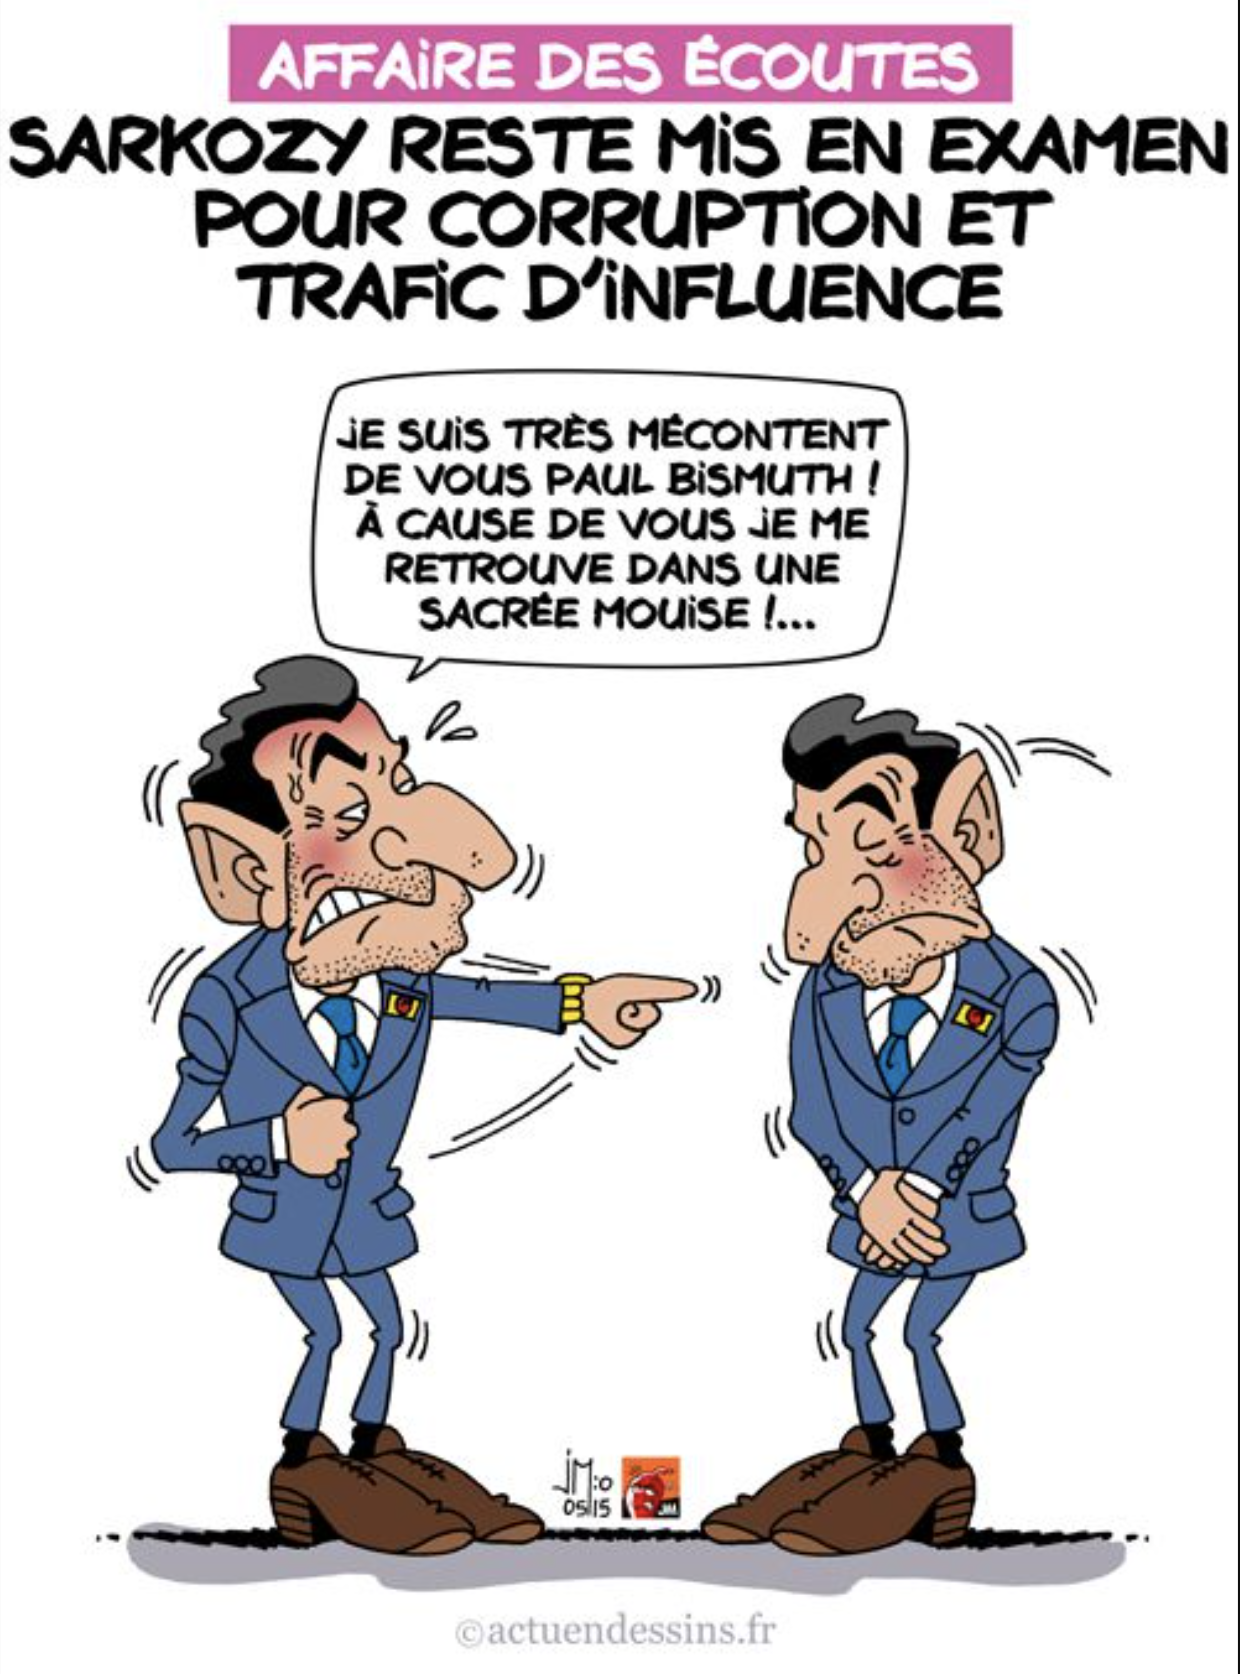 AFFAiRE DES ÉCOUTES
SARKOZY RESTE MiS EN EXAMEN
POUR CORRUPTiON ET
TRAFiC D'iNFLUENCE
JE SUiS TRÈS MÉCONTENT
DE VOUS PAUL BiSMUTH !
À CAUSE DE VOUS JE ME
RETROUVE DANS UNE
SACRÉE MOUiSE !...
JM:O
05 15
©actuendessins.fr